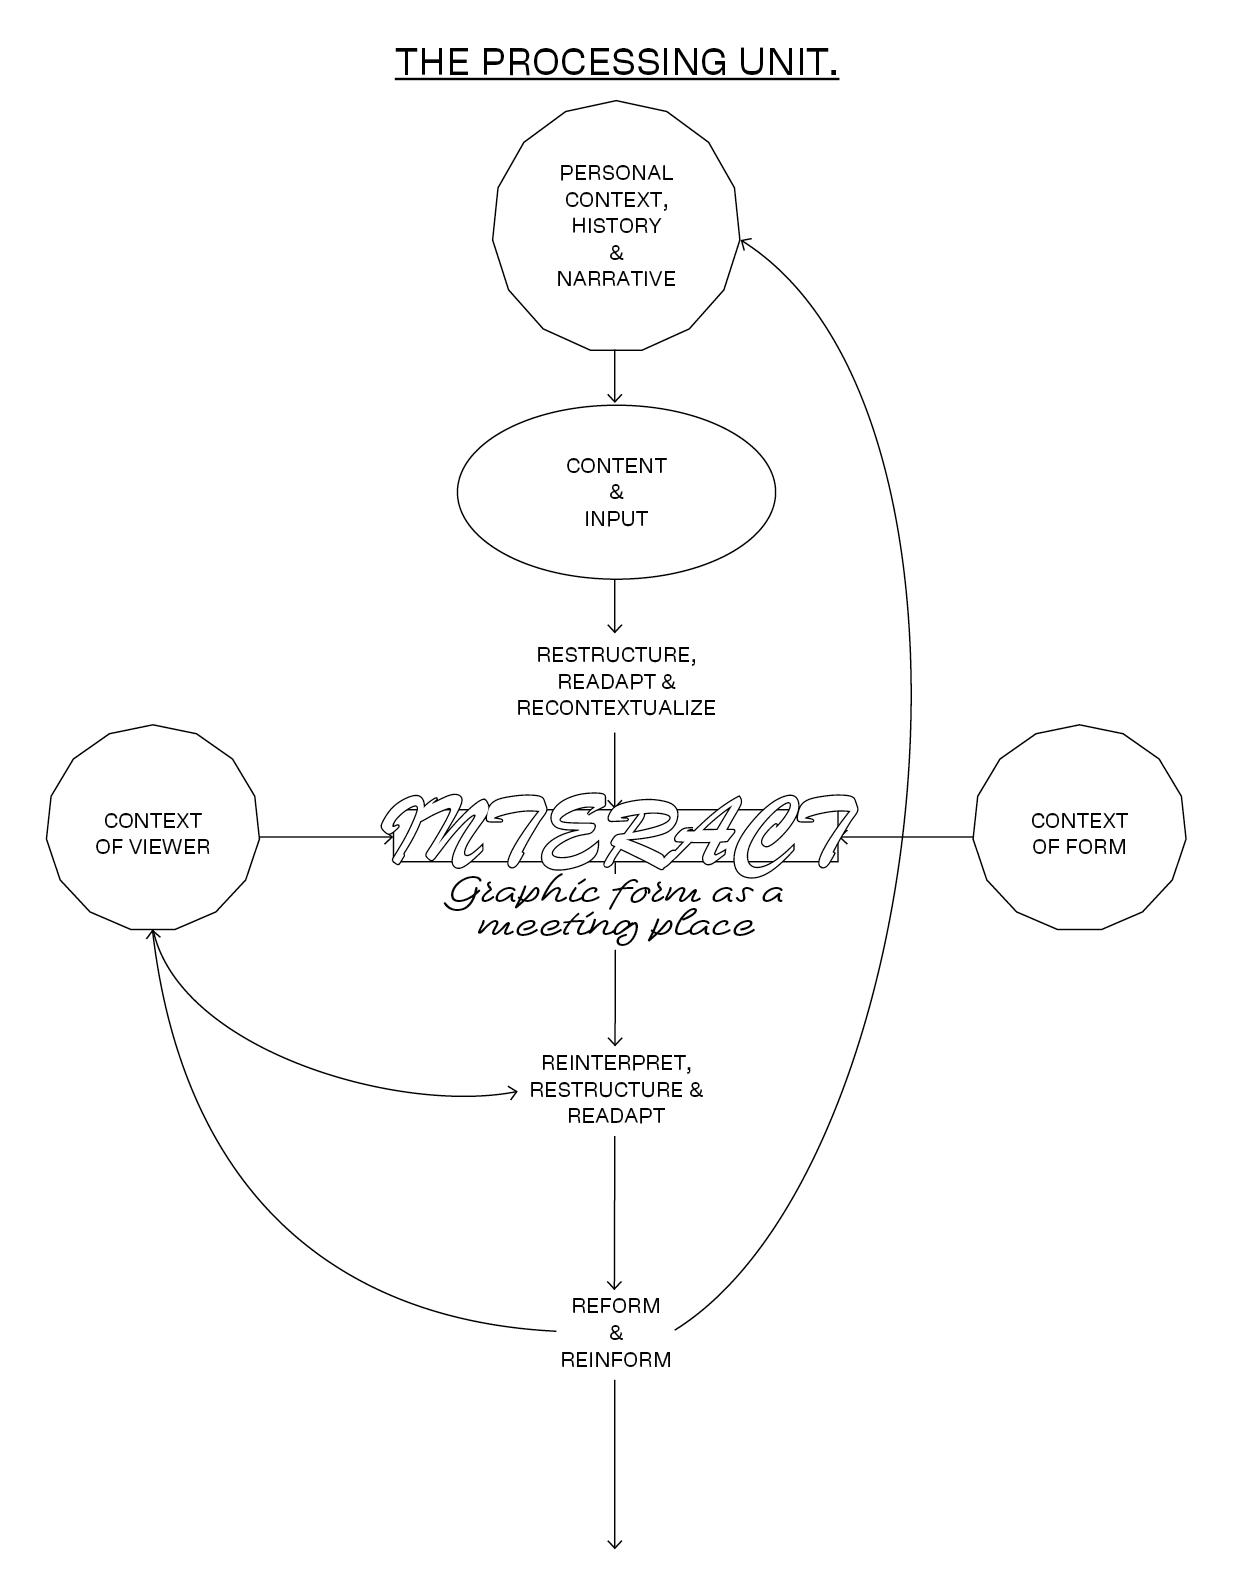 THE PROCESSING UNIT.
PERSONAL
CONTEXT,
HISTORY
&
NARRATIVE
CONTENT
&
INPUT
RESTRUCTURE,
READAPT &
RECONTEXTUALIZE
CONTEXT
OF VIEWER
INTERACT
CONTEXT
OF FORM
Graphic form as a
meeting place
REINTERPRET,
RESTRUCTURE &
READAPT
REFORM
&
REINFORM